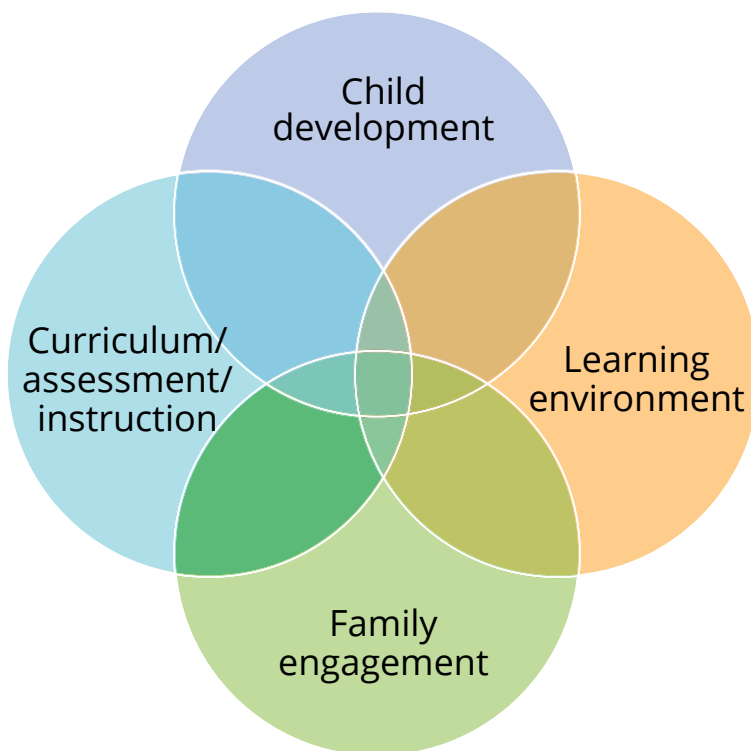 Child
development
Curriculum/
assessment/
instruction
Learning
environment
Family
engagement